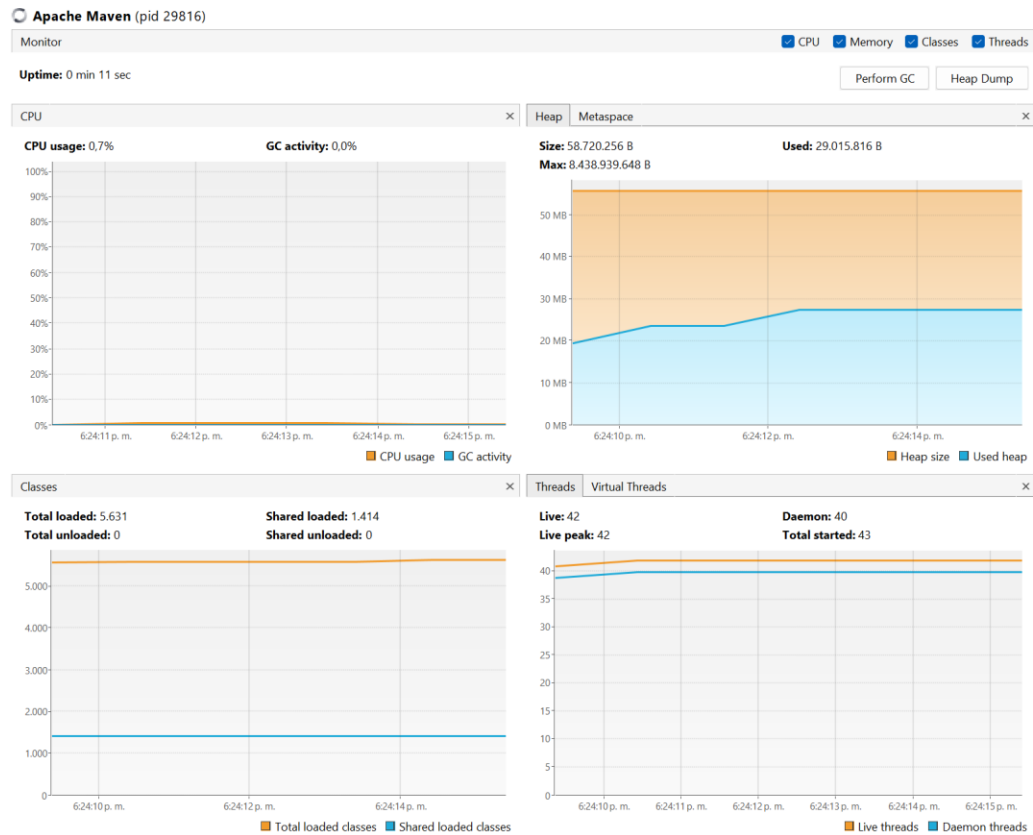 Apache Maven (pid 29816)
Monitor
CPU Memory Classes Threads
Uptime: 0 min 11 sec
Perform GC Heap Dump
CPU
CPU usage: 0,7% GC activity: 0,0%
100%
90%
80%
70%
60%
50%
40%
30%
20%
10%
0%
6:24:11 p. m. 6:24:12 p. m. 6:24:13 p. m. 6:24:14 p. m. 6:24:15 p. m.
CPU usage GC activity
Heap Metaspace
Size: 58.720.256 B Used: 29.015.816 B
Max: 8.438.939.648 B
50 MB
40 MB
30 MB
20 MB
10 MB
0 MB
6:24:10 p. m. 6:24:12 p. m. 6:24:14 p. m.
Heap size Used heap
Classes
Total loaded: 5.631 Shared loaded: 1.414
Total unloaded: 0 Shared unloaded: 0
5.000
4.000
3.000
2.000
1.000
0
6:24:10 p. m. 6:24:12 p. m. 6:24:14 p. m.
Total loaded classes Shared loaded classes
Threads Virtual Threads
Live: 42 Daemon: 40
Live peak: 42 Total started: 43
40
35
30
25
20
15
10
5
0
6:24:10 p. m. 6:24:11 p. m. 6:24:12 p. m. 6:24:13 p. m. 6:24:14 p. m. 6:24:15 p. m.
Live threads Daemon threads